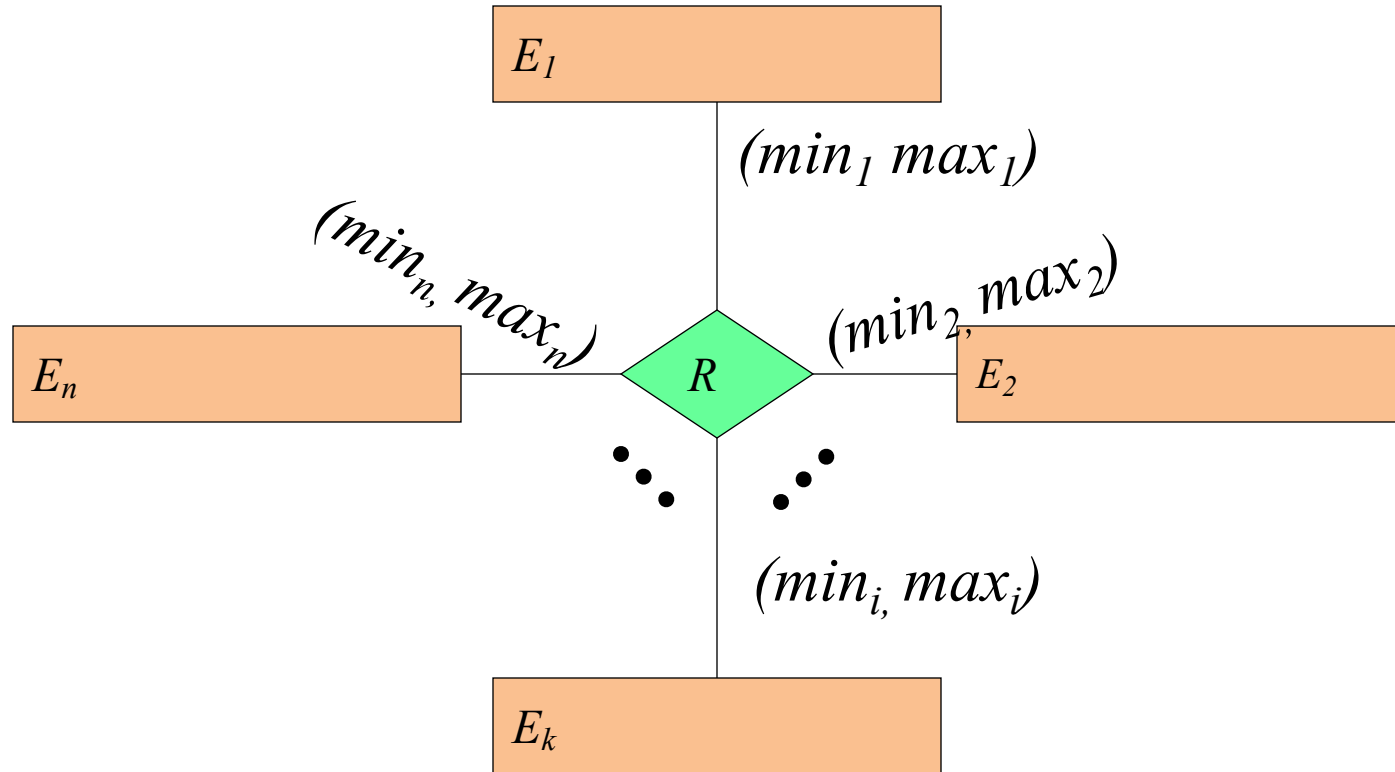 E₁
(min₁ max₁)
(minₙ, maxₙ)
(min₂, max₂)
Eₙ
R
E₂
(minᵢ, maxᵢ)
Eₖ